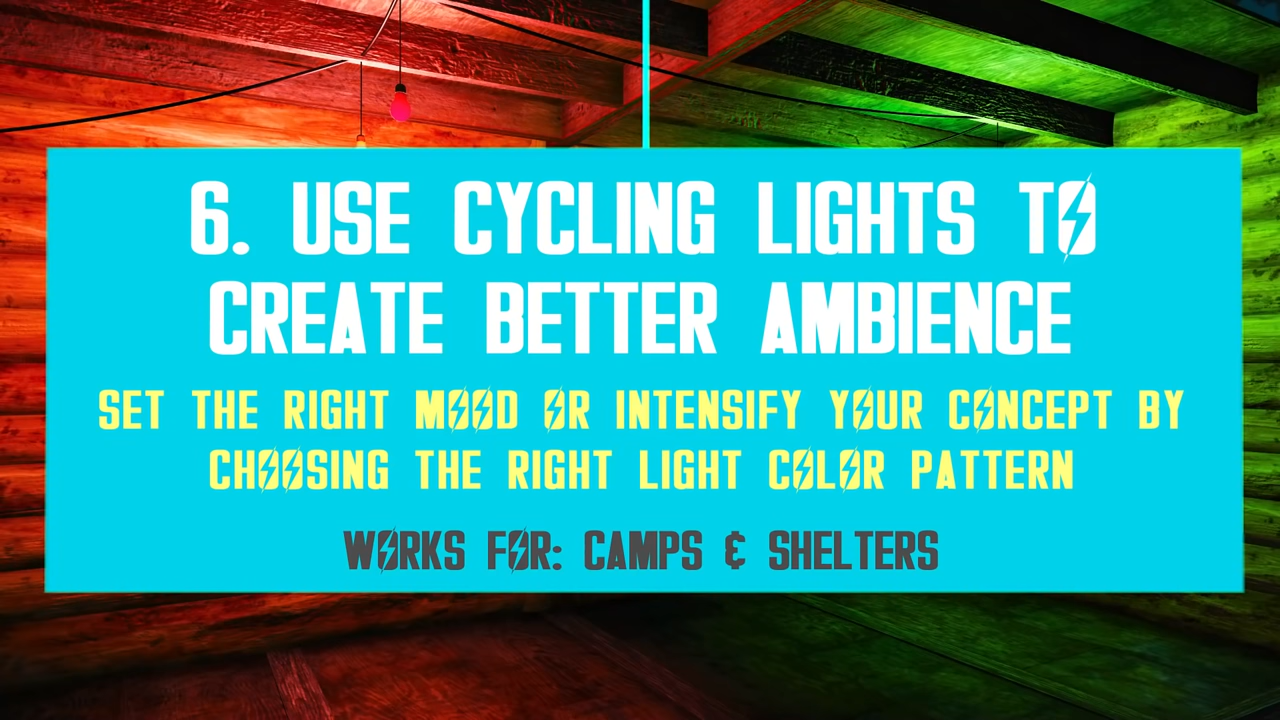 6. USE CYCLING LIGHTS TO
CREATE BETTER AMBIENCE
SET THE RIGHT MOOD OR INTENSIFY YOUR CONCEPT BY
CHOOSING THE RIGHT LIGHT COLOR PATTERN
WORKS FOR: CAMPS & SHELTERS